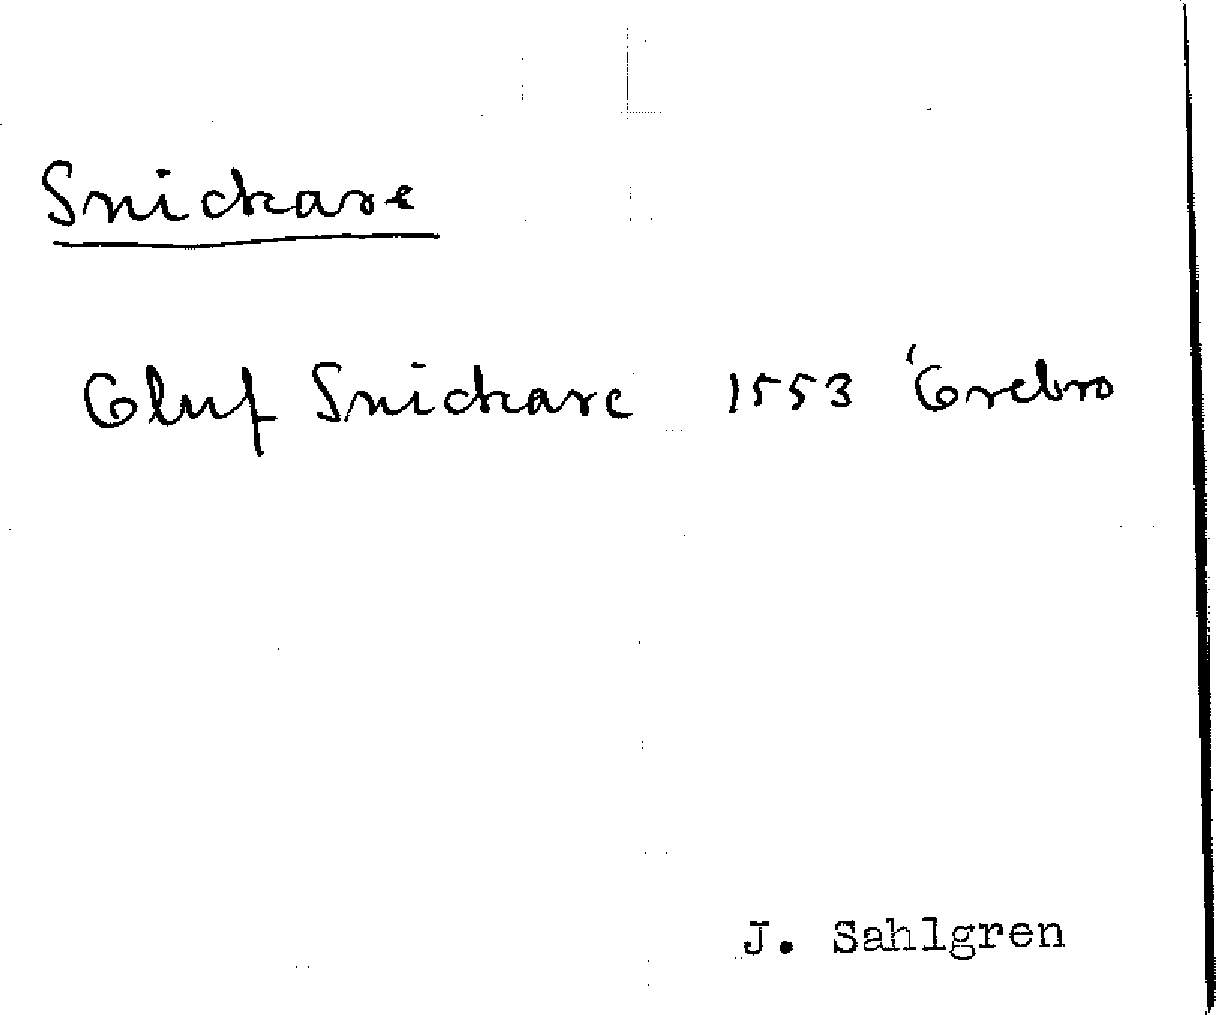 Snickare
Oluf Snickare 1553 Örebro
J. Sahlgren